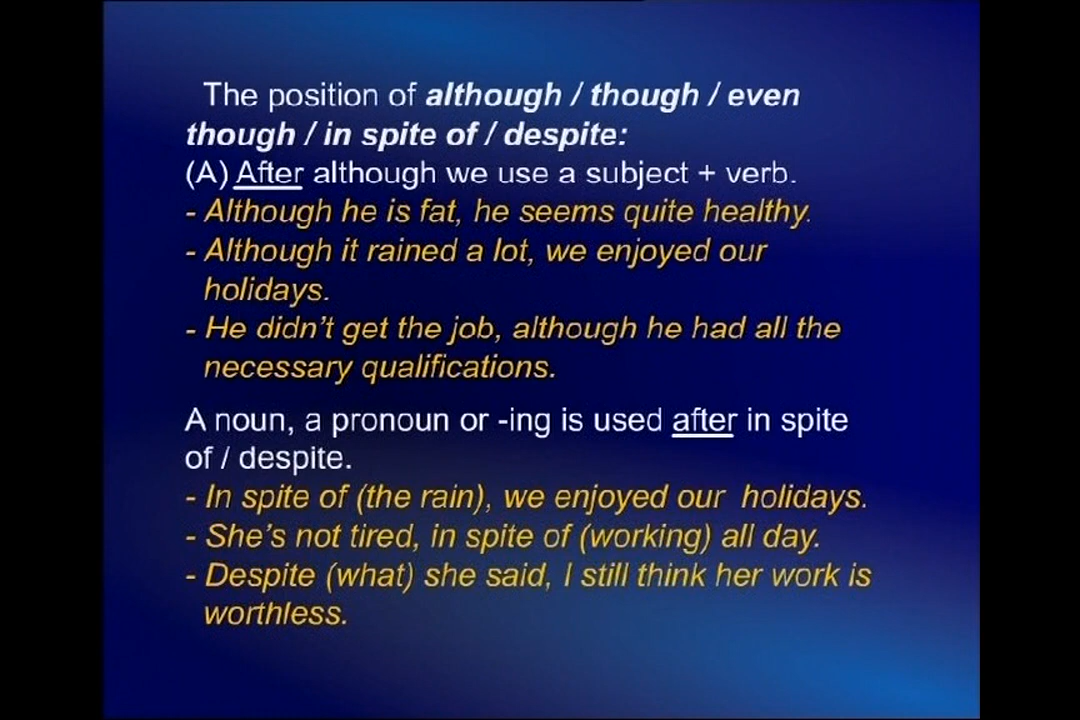 The position of although / though / even
though / in spite of / despite:
(A) After although we use a subject + verb.
- Although he is fat, he seems quite healthy.
- Although it rained a lot, we enjoyed our
holidays.
- He didn’t get the job, although he had all the
necessary qualifications.
A noun, a pronoun or -ing is used after in spite
of / despite.
- In spite of (the rain), we enjoyed our holidays.
- She’s not tired, in spite of (working) all day.
- Despite (what) she said, I still think her work is
worthless.